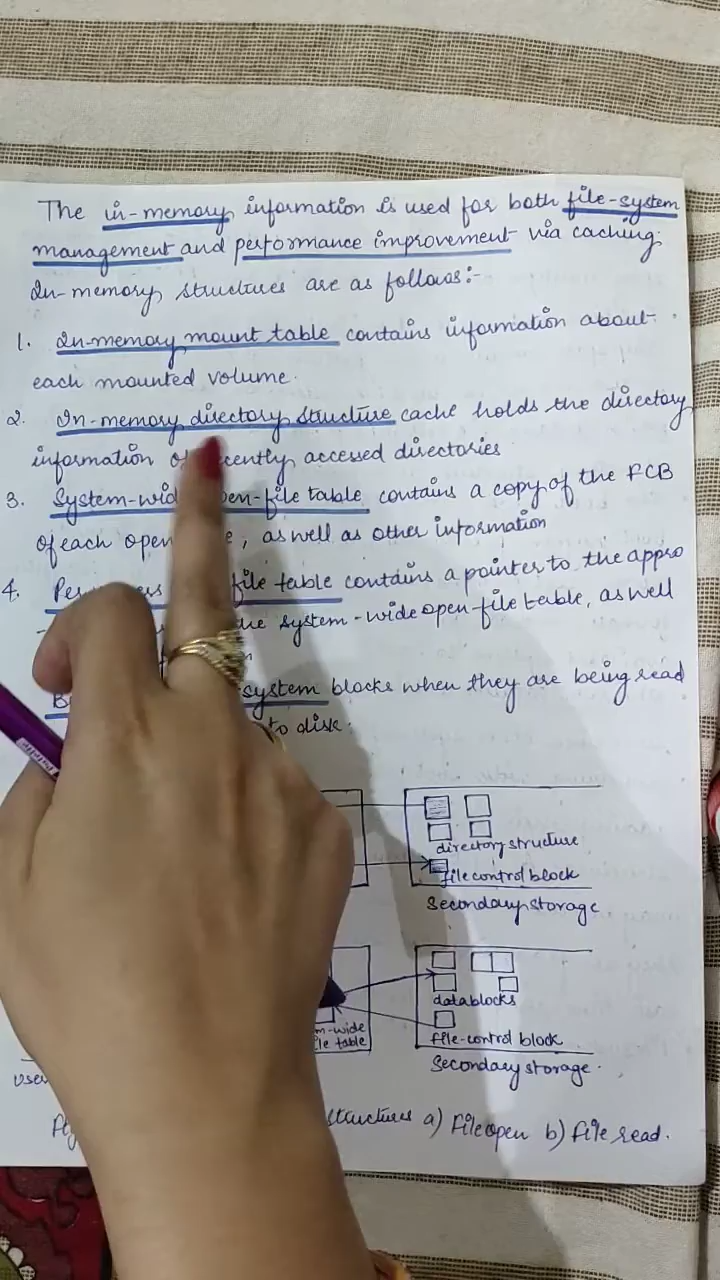 The in-memory information is used for both file-system
management and performance improvement via caching.
In-memory structures are as follows:-
1. In-memory mount table contains information about
each mounted volume.
2. In-memory directory structure cache holds the directory
information of recently accessed directories
3. System-wide open-file table contains a copy of the FCB
of each open , as well as other information
4. file table contains a pointer to the appro
system-wide open-file table, as well
system blocks when they are being read
to disk.
directory structure
file control block
Secondary storage
data blocks
file-control block
Secondary storage.
structures a) File open b) File read.